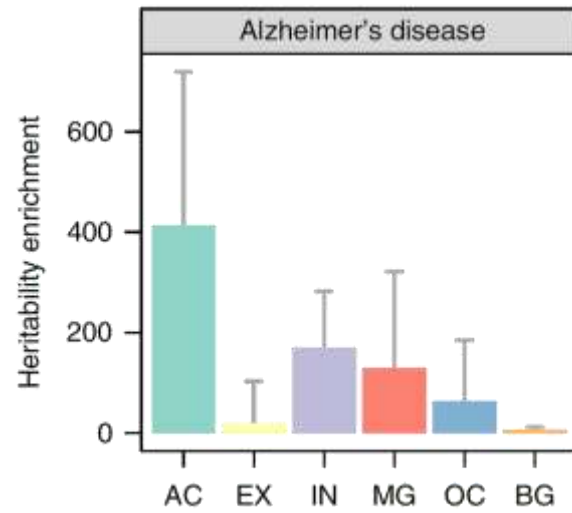 Alzheimer's disease
Heritability enrichment
600
400
200
0
AC EX IN MG OC BG